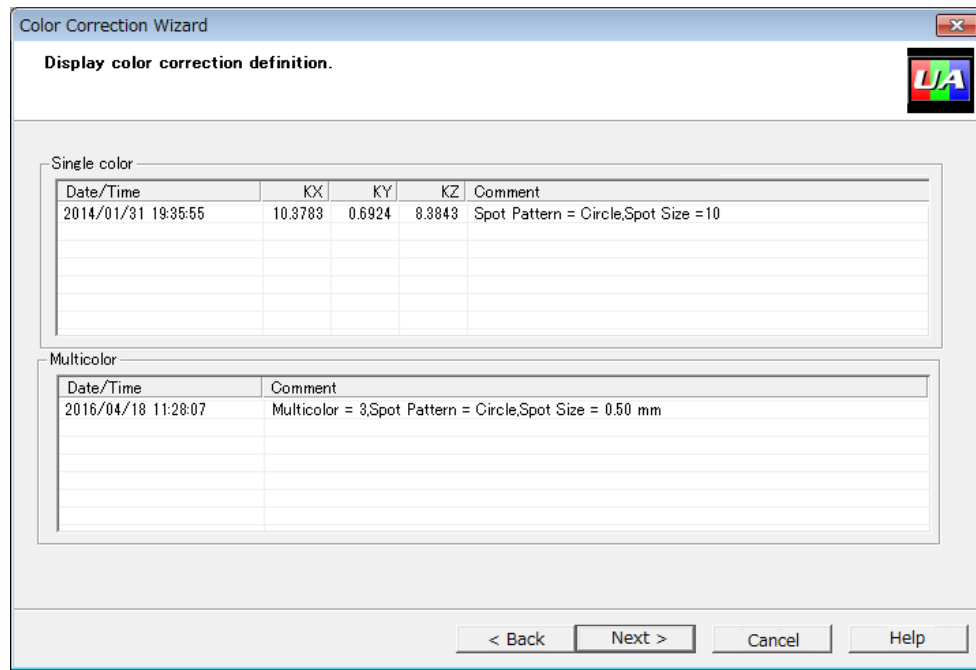 Color Correction Wizard
Display color correction definition.
UA
Single color
Date/Time KX KY KZ Comment
2014/01/31 19:35:55 10.3783 0.6924 8.3843 Spot Pattern = Circle,Spot Size =10
Multicolor
Date/Time Comment
2016/04/18 11:28:07 Multicolor = 3,Spot Pattern = Circle,Spot Size = 0.50 mm
< Back Next > Cancel Help